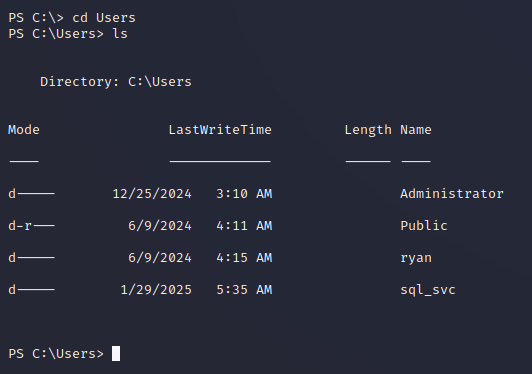 PS C:\> cd Users
PS C:\Users> ls
Directory: C:\Users
Mode LastWriteTime Length Name
---- ------------- ------ ----
d----- 12/25/2024 3:10 AM Administrator
d-r--- 6/9/2024 4:11 AM Public
d----- 6/9/2024 4:15 AM ryan
d----- 1/29/2025 5:35 AM sql_svc
PS C:\Users>